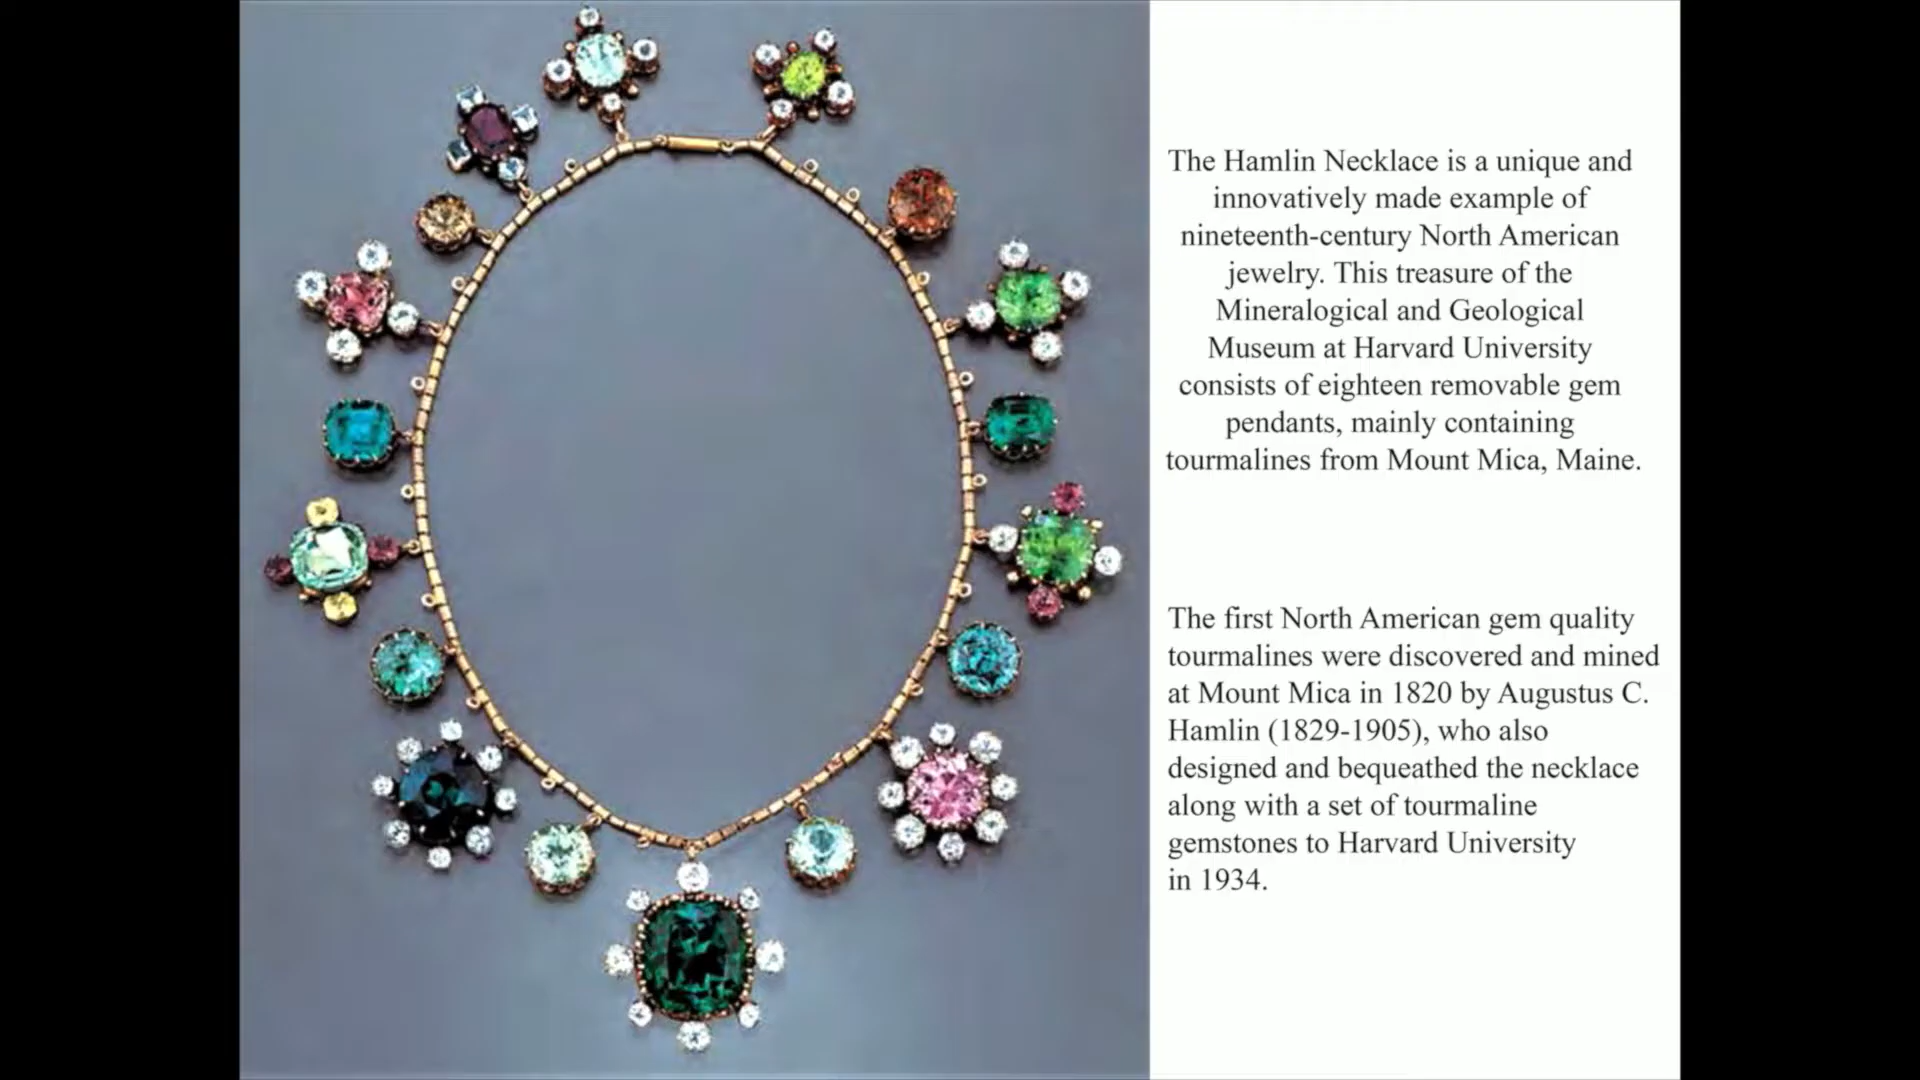 The Hamlin Necklace is a unique and
innovatively made example of
nineteenth-century North American
jewelry. This treasure of the
Mineralogical and Geological
Museum at Harvard University
consists of eighteen removable gem
pendants, mainly containing
tourmalines from Mount Mica, Maine.
The first North American gem quality
tourmalines were discovered and mined
at Mount Mica in 1820 by Augustus C.
Hamlin (1829-1905), who also
designed and bequeathed the necklace
along with a set of tourmaline
gemstones to Harvard University
in 1934.